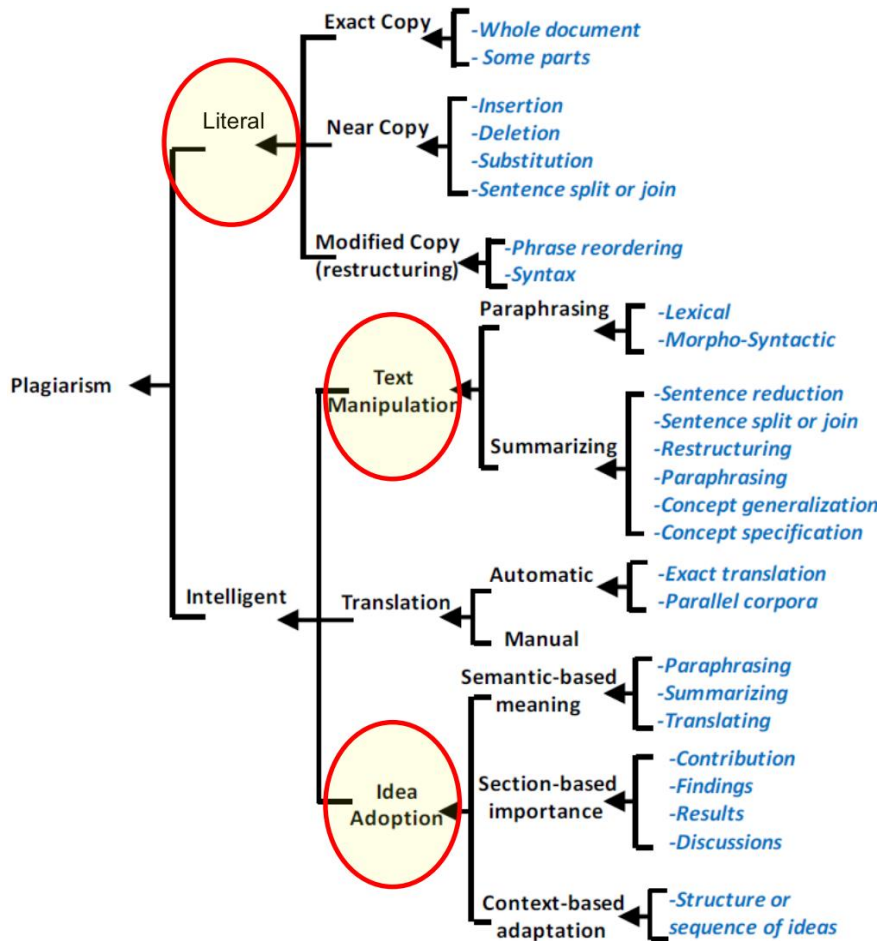 Exact Copy
-Whole document
- Some parts
Literal
Near Copy
-Insertion
-Deletion
-Substitution
-Sentence split or join
Modified Copy
(restructuring)
-Phrase reordering
-Syntax
Plagiarism
Text
Manipulation
Paraphrasing
-Lexical
-Morpho-Syntactic
Summarizing
-Sentence reduction
-Sentence split or join
-Restructuring
-Paraphrasing
-Concept generalization
-Concept specification
Intelligent
Translation
Automatic
-Exact translation
-Parallel corpora
Manual
Idea
Adoption
Semantic-based
meaning
-Paraphrasing
-Summarizing
-Translating
Section-based
importance
-Contribution
-Findings
-Results
-Discussions
Context-based
adaptation
-Structure or
sequence of ideas